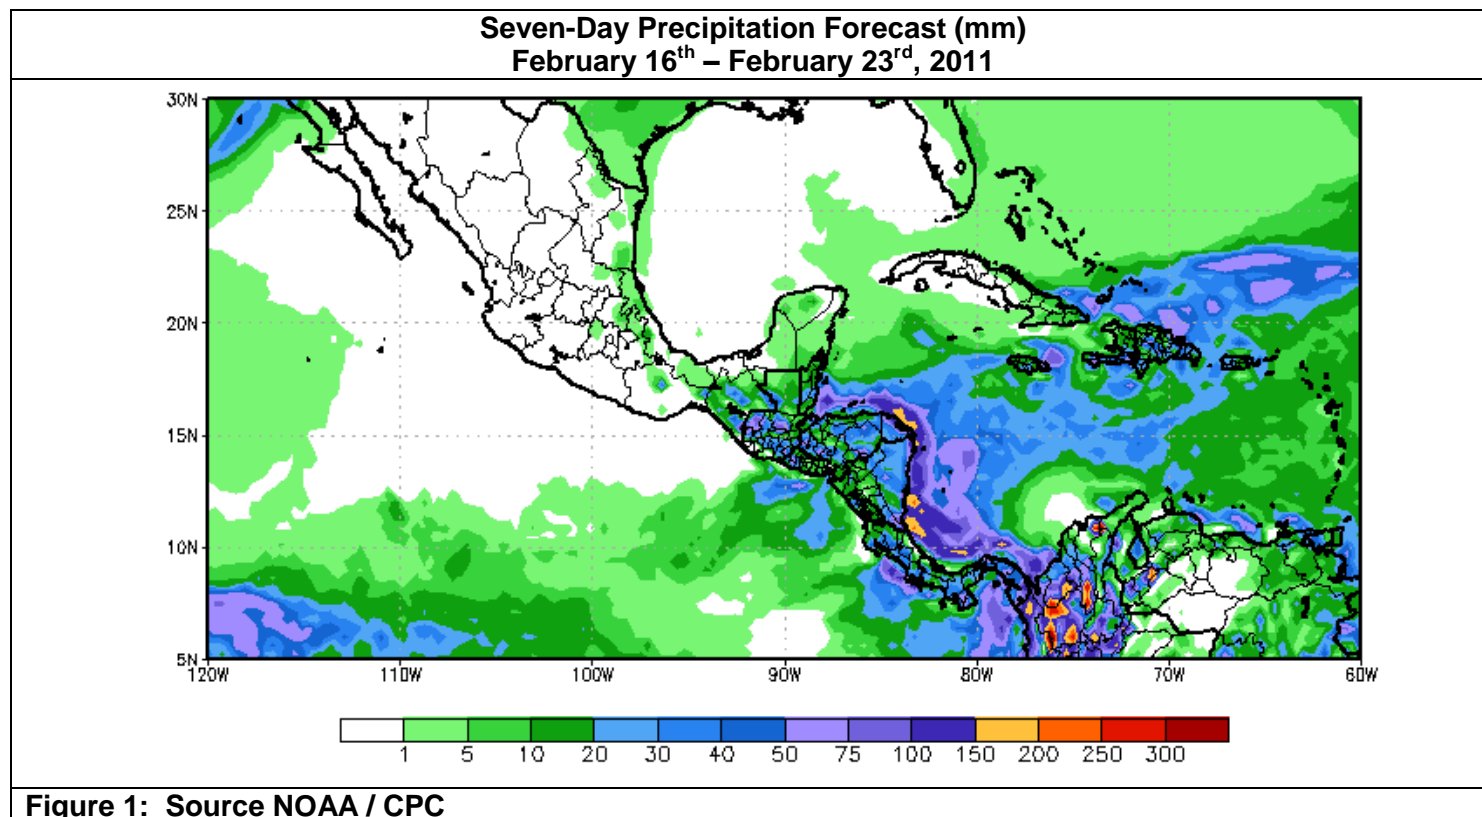 Seven-Day Precipitation Forecast (mm)
February 16th – February 23rd, 2011
30N
25N
20N
15N
10N
5N
120W 110W 100W 90W 80W 70W 60W
1 5 10 20 30 40 50 75 100 150 200 250 300
Figure 1: Source NOAA / CPC